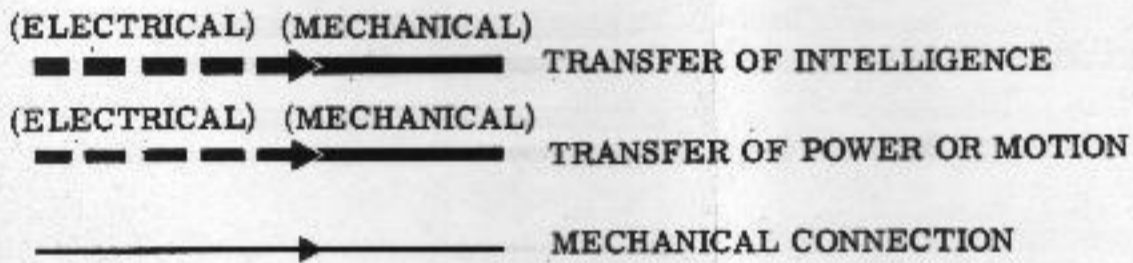 (ELECTRICAL) (MECHANICAL)
TRANSFER OF INTELLIGENCE
(ELECTRICAL) (MECHANICAL)
TRANSFER OF POWER OR MOTION
MECHANICAL CONNECTION